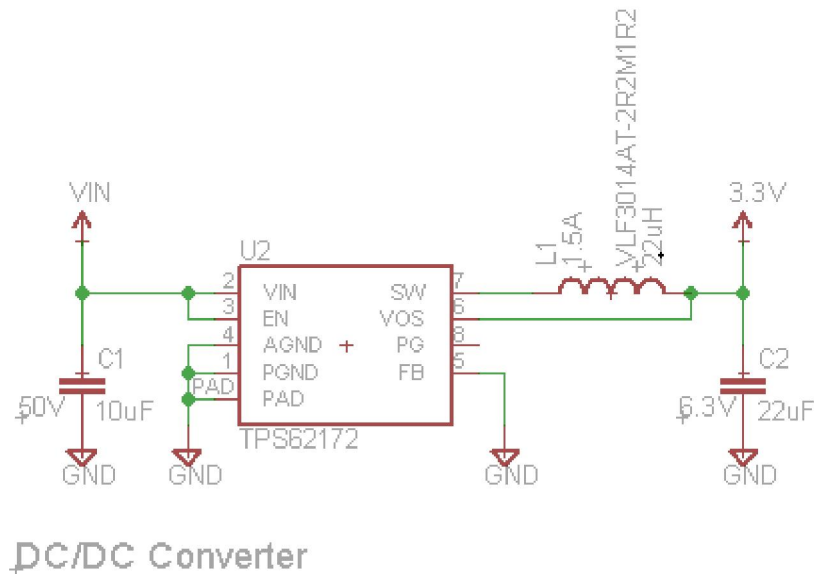 VIN
3.3V
VLF3014AT-2R2M1R2
22uH
L1
1.5A
U2
2
VIN
SW
7
3
EN
VOS
6
4
AGND
PG
8
1
PGND
FB
5
PAD
PAD
TPS62172
C1
50V
10uF
C2
6.3V
22uF
GND
GND
GND
GND
DC/DC Converter